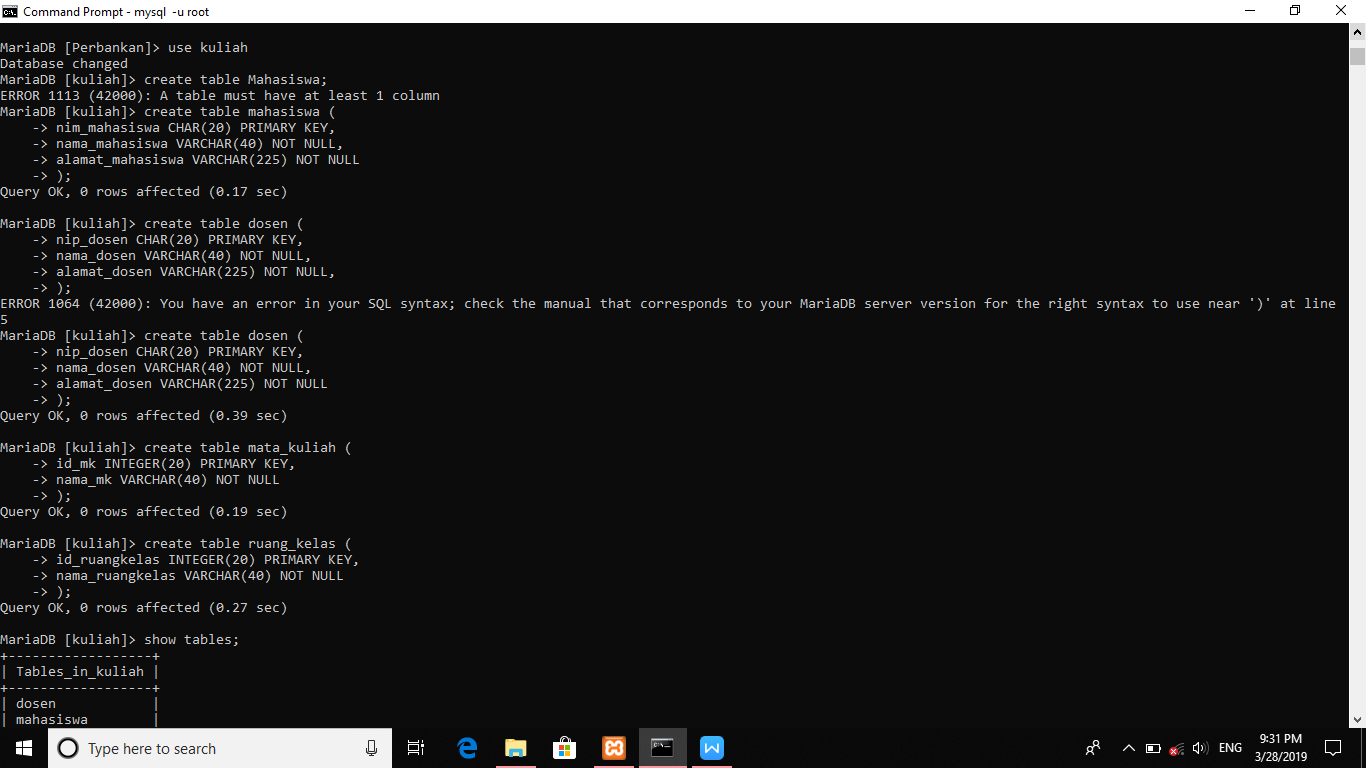 Command Prompt - mysql  -u root
MariaDB [Perbankan]> use kuliah
Database changed
MariaDB [kuliah]> create table Mahasiswa;
ERROR 1113 (42000): A table must have at least 1 column
MariaDB [kuliah]> create table mahasiswa (
    -> nim_mahasiswa CHAR(20) PRIMARY KEY,
    -> nama_mahasiswa VARCHAR(40) NOT NULL,
    -> alamat_mahasiswa VARCHAR(225) NOT NULL
    -> );
Query OK, 0 rows affected (0.17 sec)

MariaDB [kuliah]> create table dosen (
    -> nip_dosen CHAR(20) PRIMARY KEY,
    -> nama_dosen VARCHAR(40) NOT NULL,
    -> alamat_dosen VARCHAR(225) NOT NULL,
    -> );
ERROR 1064 (42000): You have an error in your SQL syntax; check the manual that corresponds to your MariaDB server version for the right syntax to use near ')' at line
5
MariaDB [kuliah]> create table dosen (
    -> nip_dosen CHAR(20) PRIMARY KEY,
    -> nama_dosen VARCHAR(40) NOT NULL,
    -> alamat_dosen VARCHAR(225) NOT NULL
    -> );
Query OK, 0 rows affected (0.39 sec)

MariaDB [kuliah]> create table mata_kuliah (
    -> id_mk INTEGER(20) PRIMARY KEY,
    -> nama_mk VARCHAR(40) NOT NULL
    -> );
Query OK, 0 rows affected (0.19 sec)

MariaDB [kuliah]> create table ruang_kelas (
    -> id_ruangkelas INTEGER(20) PRIMARY KEY,
    -> nama_ruangkelas VARCHAR(40) NOT NULL
    -> );
Query OK, 0 rows affected (0.27 sec)

MariaDB [kuliah]> show tables;
+------------------+
| Tables_in_kuliah |
+------------------+
| dosen            |
| mahasiswa        |
Type here to search
ENG
9:31 PM
3/28/2019